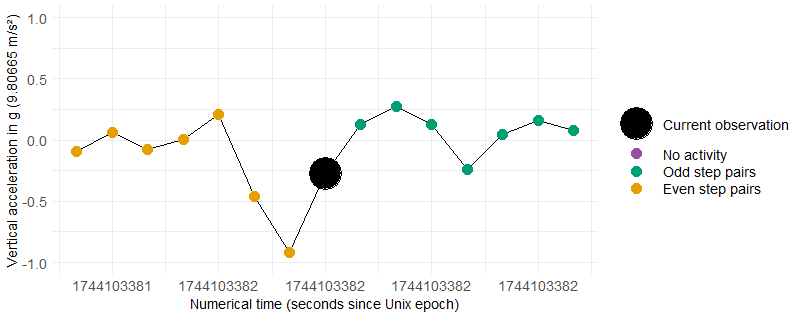 Vertical acceleration in g (9.80665 m/s²)
1.0
0.5
0.0
-0.5
-1.0
1744103381 1744103382 1744103382 1744103382 1744103382
Numerical time (seconds since Unix epoch)
Current observation
No activity
Odd step pairs
Even step pairs